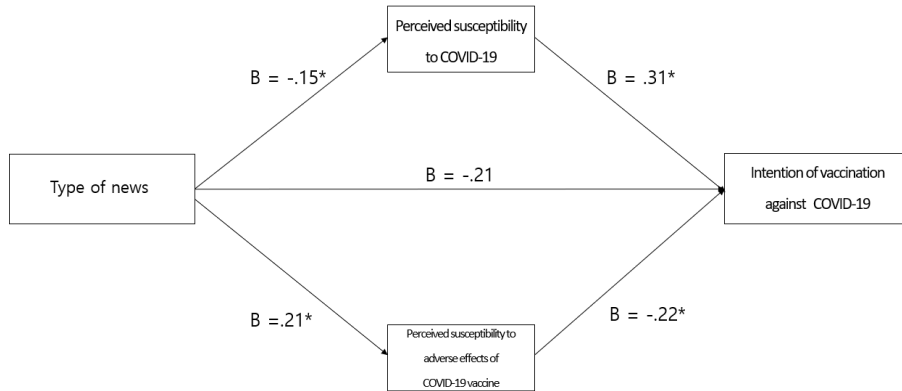 Perceived susceptibility
to COVID-19
B = -.15*
B = .31*
Type of news
B = -.21
Intention of vaccination
against COVID-19
B =.21*
B = -.22*
Perceived susceptibility to
adverse effects of
COVID-19 vaccine